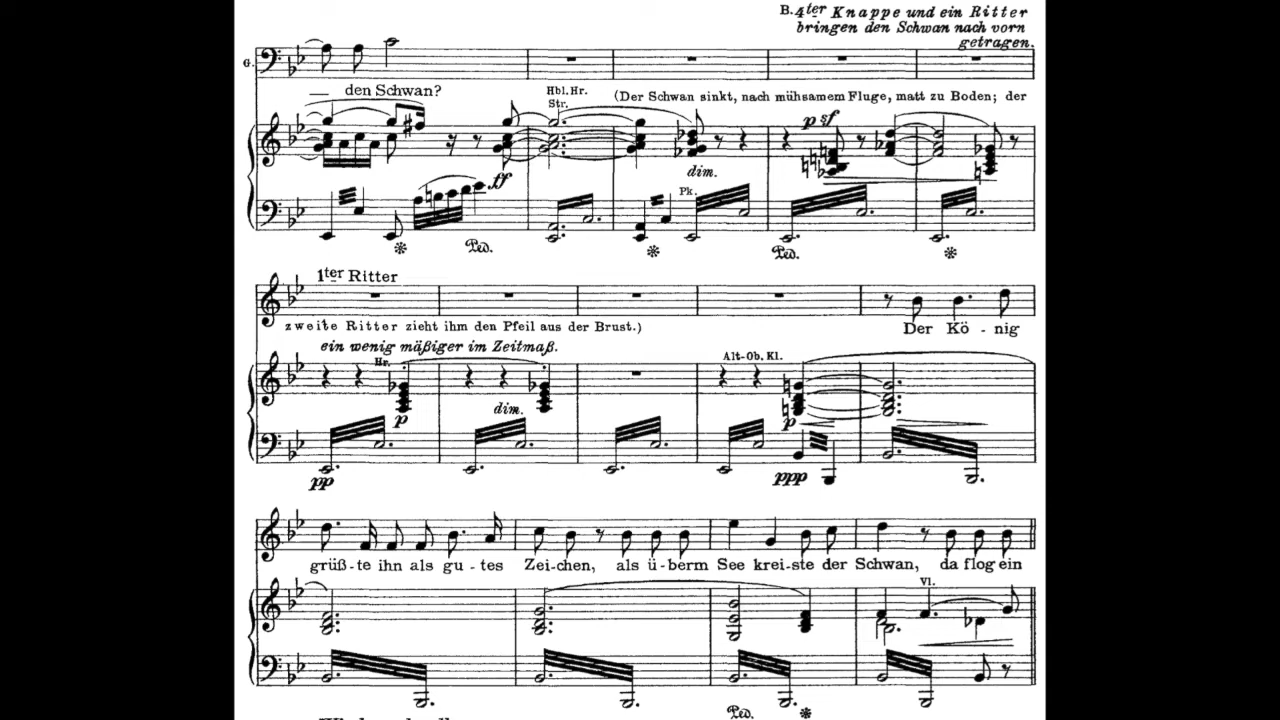 B. 4ter Knappe und ein Ritter
bringen den Schwan nach vorn
getragen.
G.
den Schwan?
Hbl. Hr.
Str.
(Der Schwan sinkt, nach mühsamem Fluge, matt zu Boden; der
p sf
dim.
ff
Pk.
Ped.
Ped.
1ter Ritter
zweite Ritter zieht ihm den Pfeil aus der Brust.)
Der Kö - nig
ein wenig mäßiger im Zeitmaß.
Hr.
Alt-Ob. Kl.
p
dim.
p
pp
ppp
grüß-te ihn als gu - tes Zei-chen, als ü-berm See krei-ste der Schwan, da flog ein
Vl.
Ped.